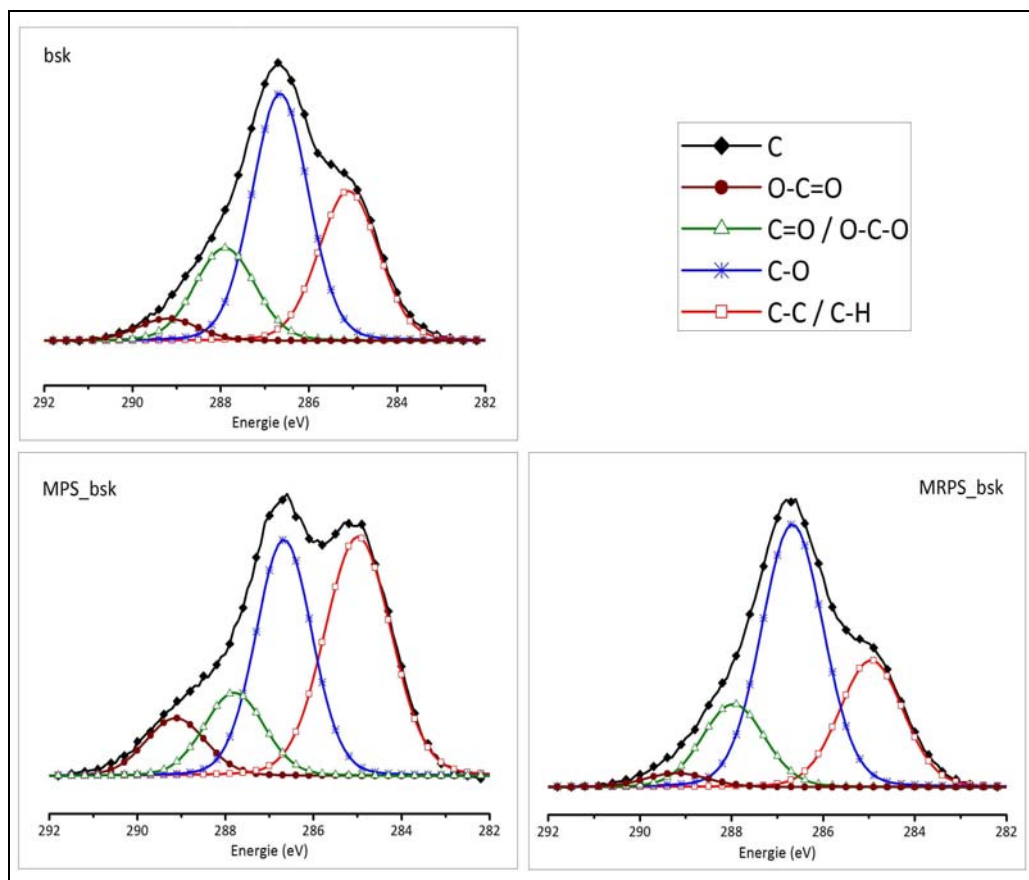 bsk
292 290 288 286 284 282
Energie (eV)
C
O-C=O
C=O / O-C-O
C-O
C-C / C-H
MPS_bsk
292 290 288 286 284 282
Energie (eV)
MRPS_bsk
292 290 288 286 284 282
Energie (eV)